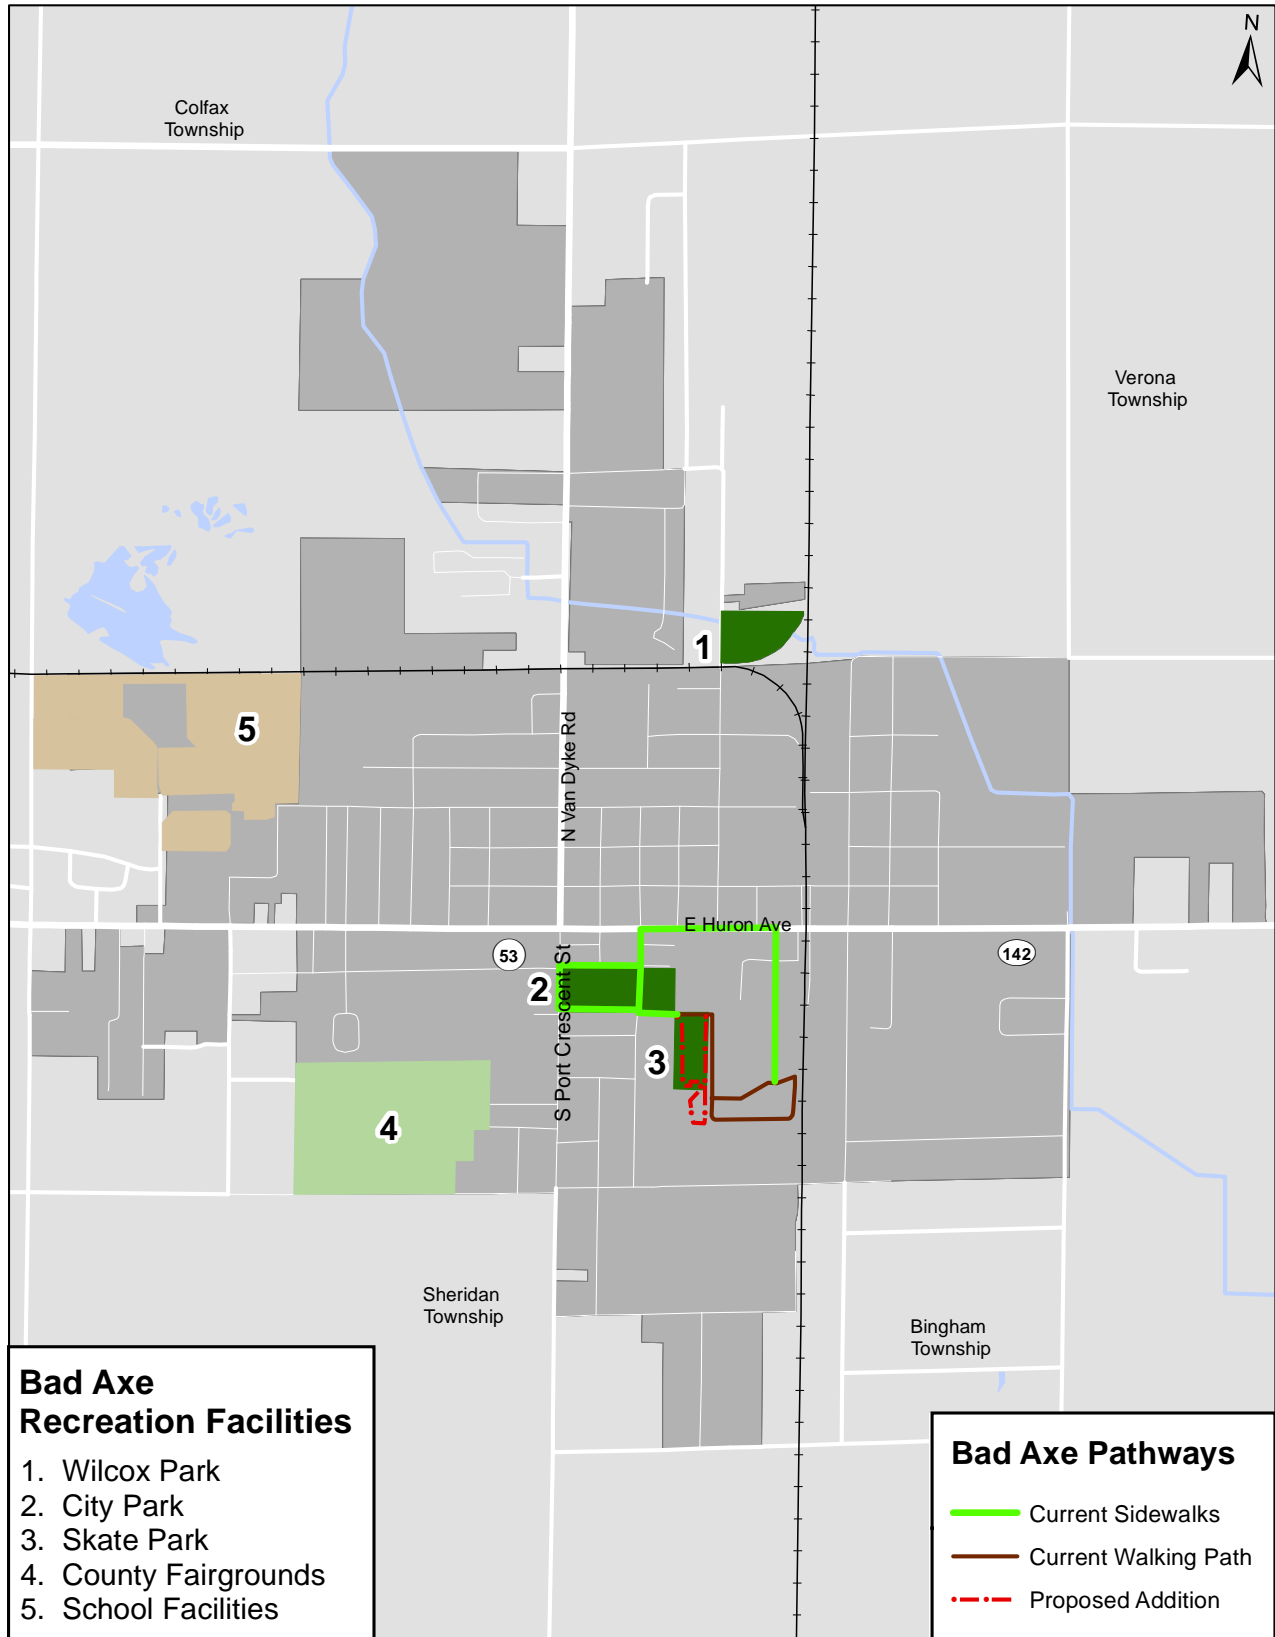 N
Colfax
Township
Verona
Township
1
5
N Van Dyke Rd
E Huron Ave
53
142
2
S Port Crescent St
3
4
Sheridan
Township
Bingham
Township
Bad Axe
Recreation Facilities
1. Wilcox Park
2. City Park
3. Skate Park
4. County Fairgrounds
5. School Facilities
Bad Axe Pathways
Current Sidewalks
Current Walking Path
Proposed Addition